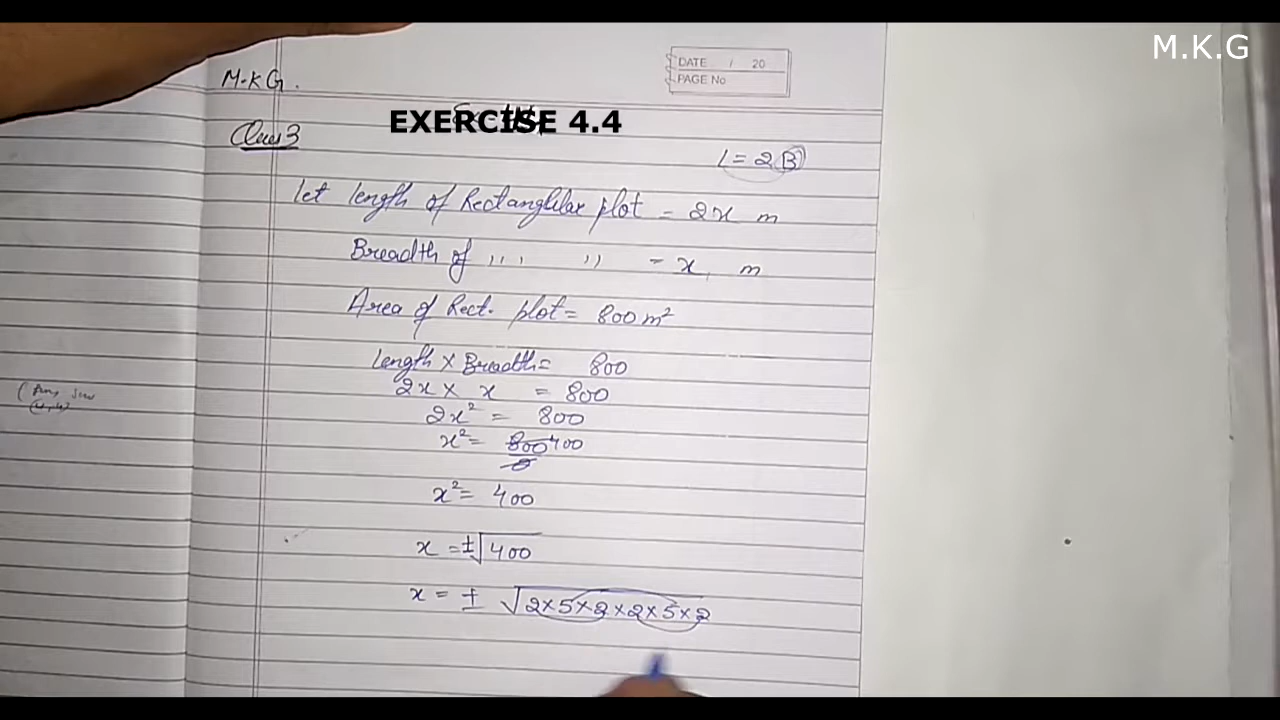 M.K.G
DATE / 20
PAGE No
M.KG.
EXERCISE 4.4
Ques 3
L = 2B
Let length of Rectangular plot = 2x m
Breadth of ,,,, ,, = x, m
Area of Rect. plot = 800 m²
Length × Breadth = 800
2x × x = 800
2x² = 800
x² = 800/2 400
x² = 400
x = ±√400
x = ± √2×5×2×2×5×2